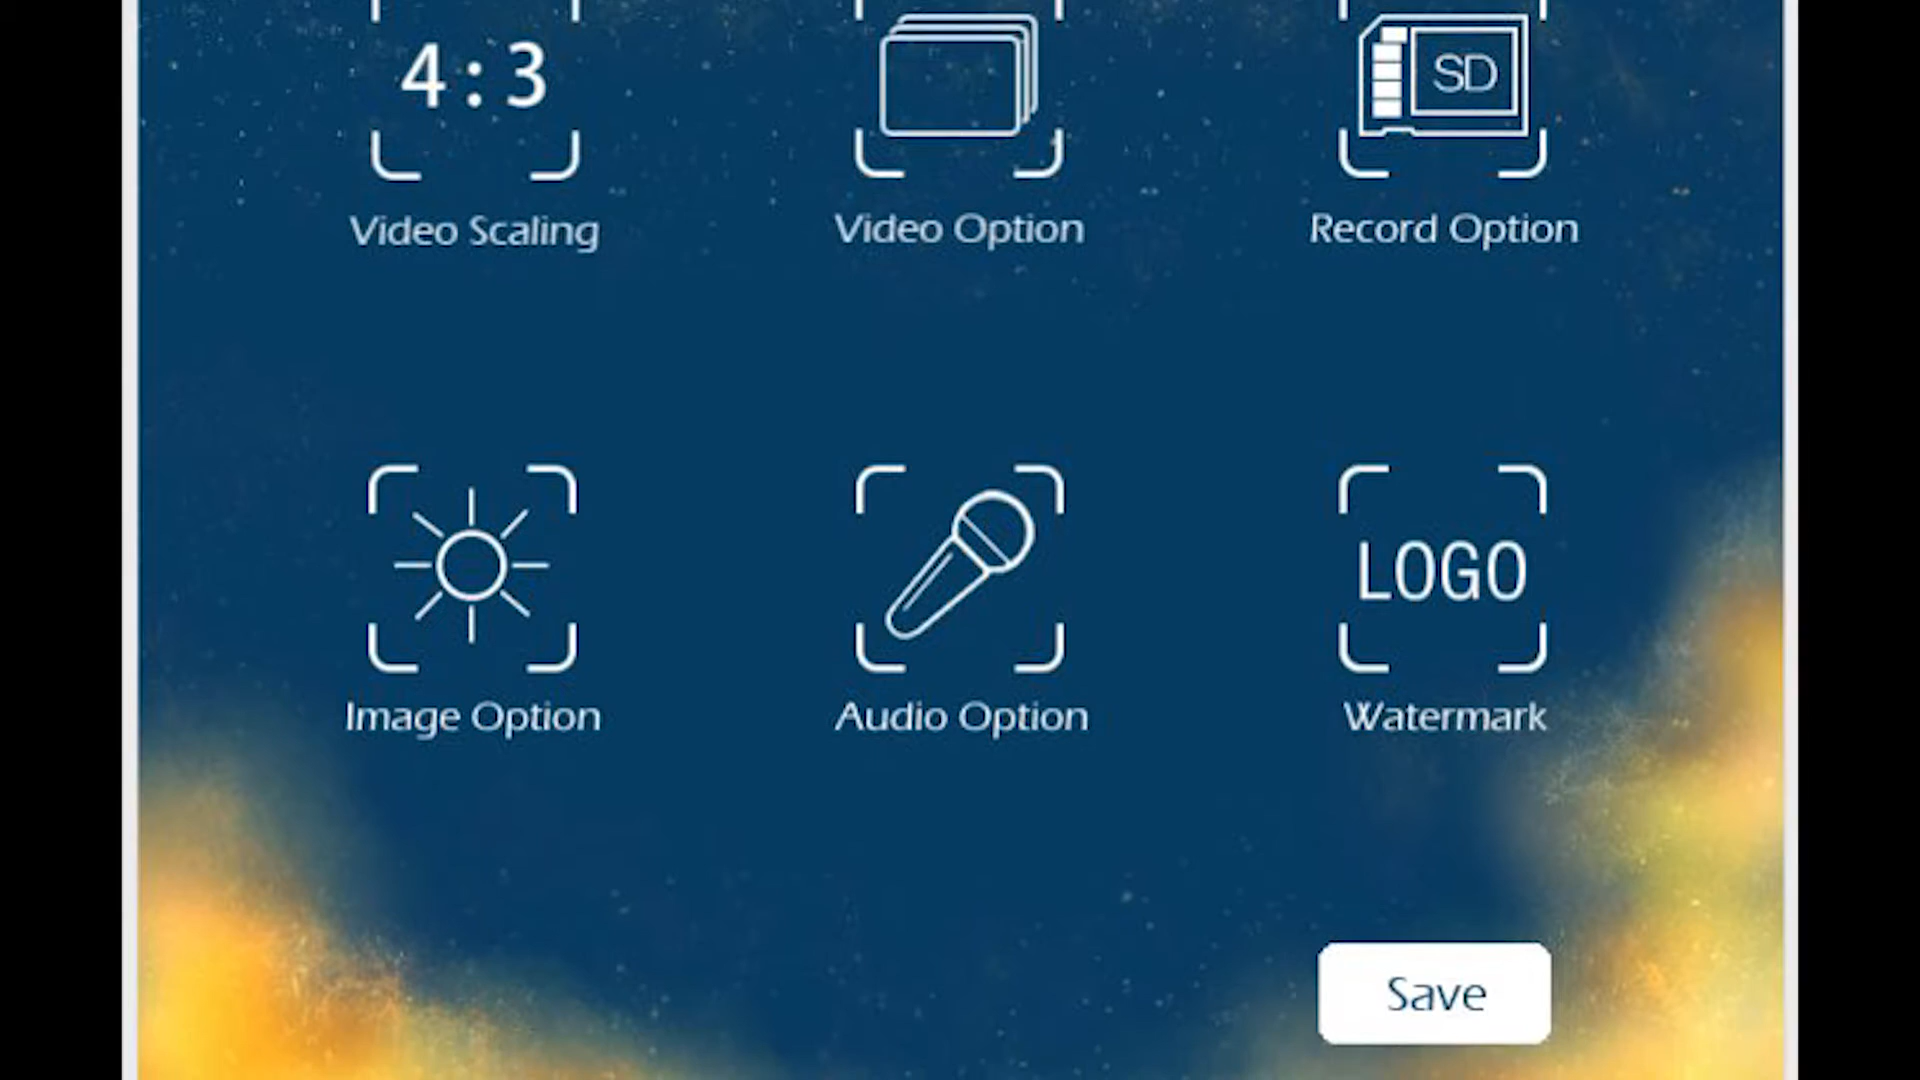 4:3
SD
Video Scaling
Video Option
Record Option
LOGO
Image Option
Audio Option
Watermark
Save